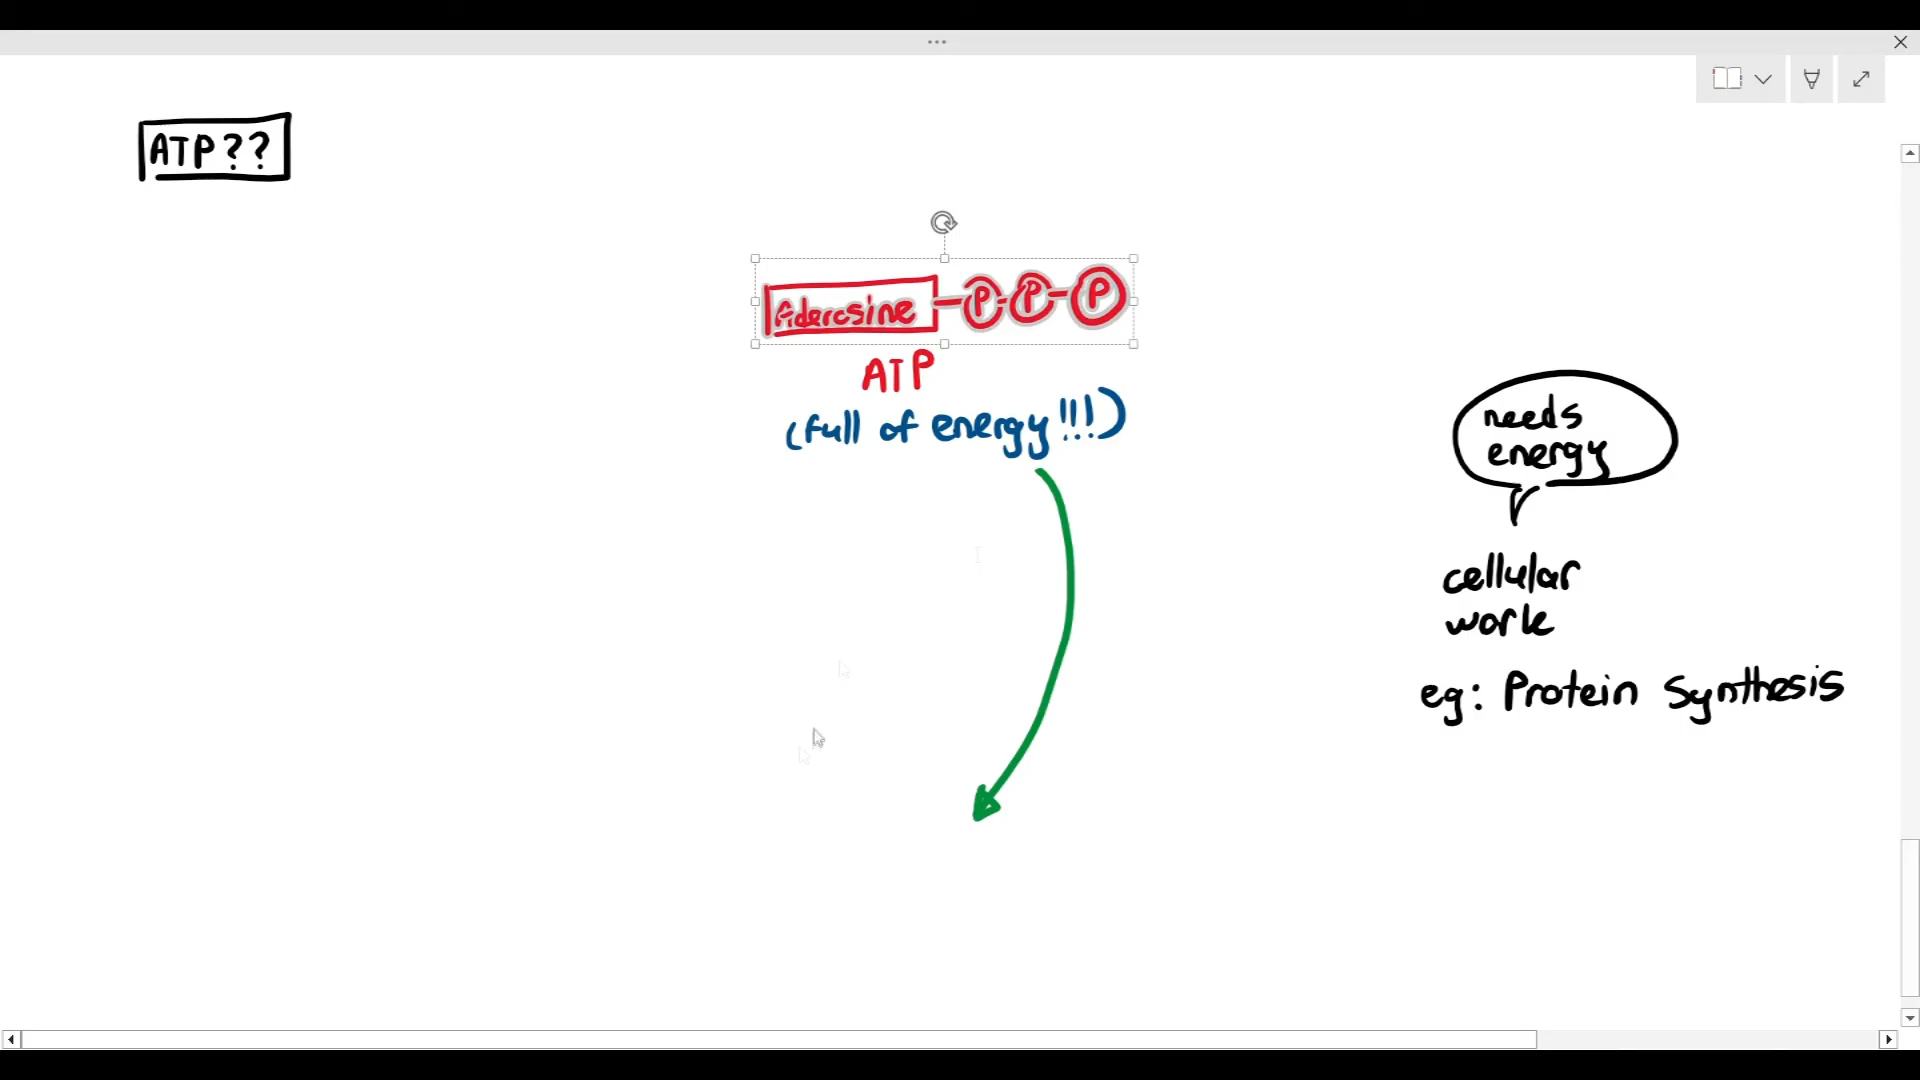 ATP??
Adenosine P P P
ATP
(full of energy!!!)
needs
energy
cellular
work
eg: Protein Synthesis